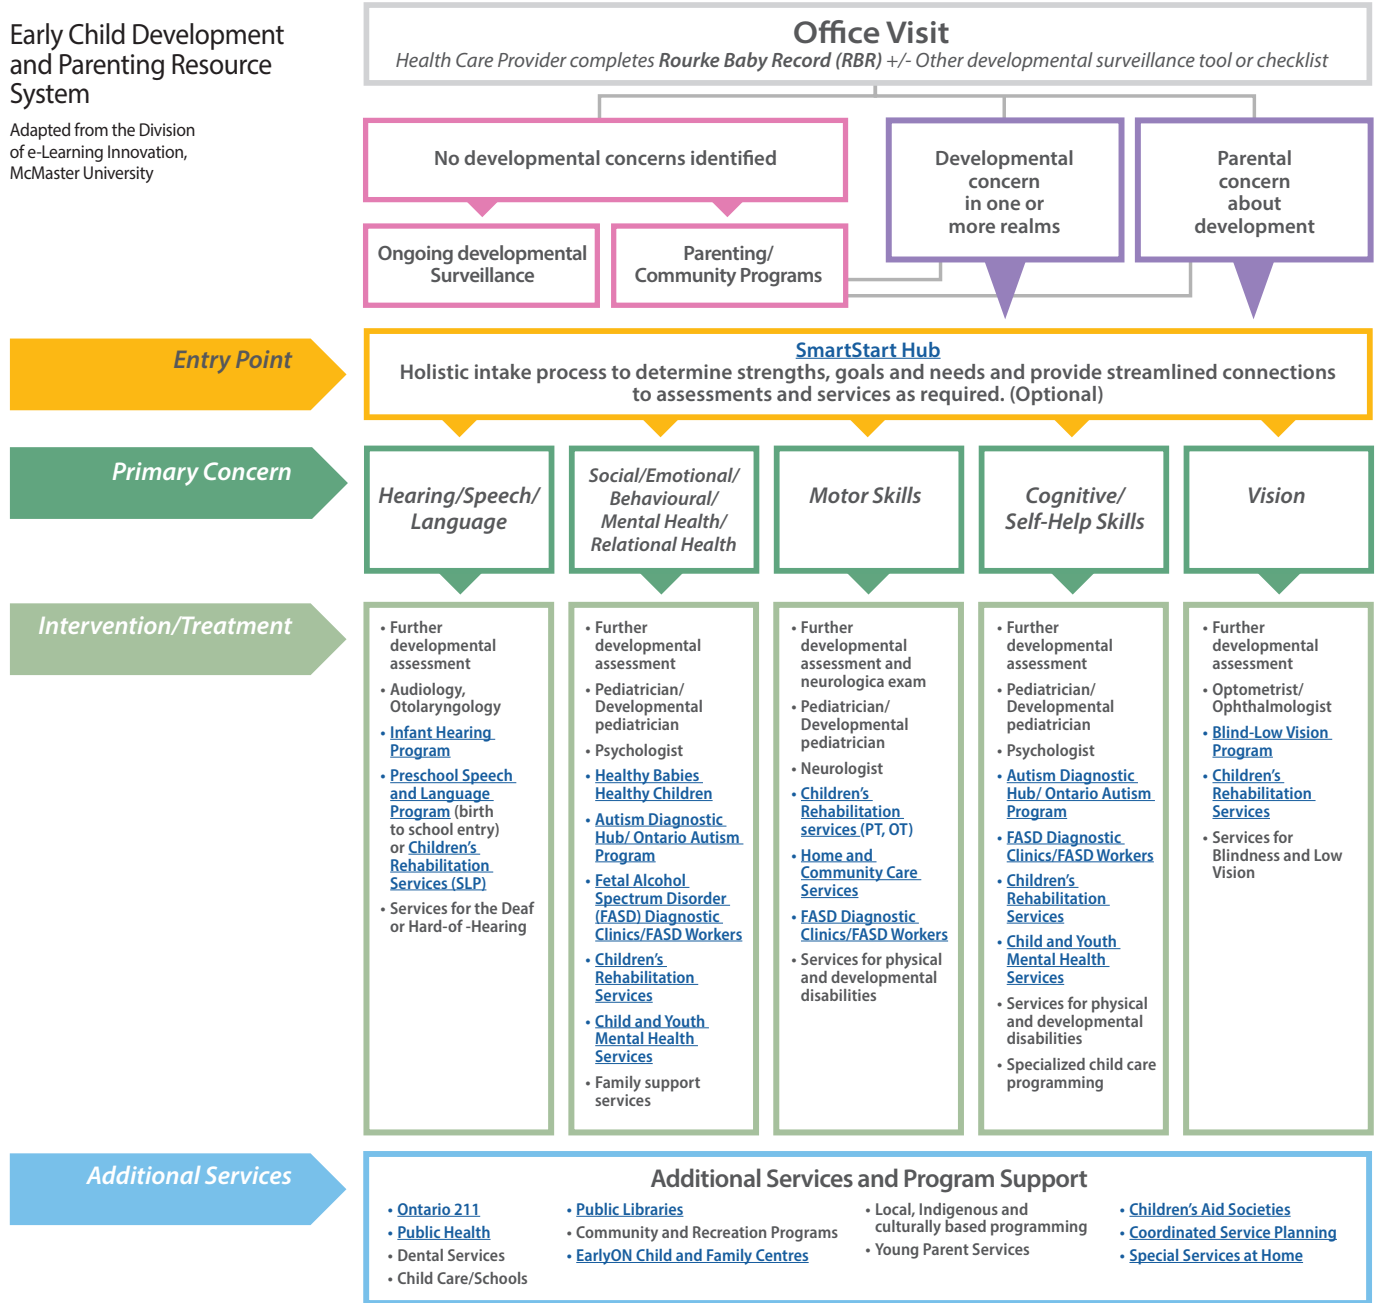 Early Child Development
and Parenting Resource
System
Adapted from the Division
of e-Learning Innovation,
McMaster University
Office Visit
Health Care Provider completes Rourke Baby Record (RBR) +/- Other developmental surveillance tool or checklist
No developmental concerns identified
Ongoing developmental
Surveillance
Parenting/
Community Programs
Developmental
concern
in one or
more realms
Parental
concern
about
development
Entry Point
SmartStart Hub
Holistic intake process to determine strengths, goals and needs and provide streamlined connections
to assessments and services as required. (Optional)
Primary Concern
Hearing/Speech/
Language
Social/Emotional/
Behavioural/
Mental Health/
Relational Health
Motor Skills
Cognitive/
Self-Help Skills
Vision
Intervention/Treatment
• Further
developmental
assessment
• Audiology,
Otolaryngology
• Infant Hearing
Program
• Preschool Speech
and Language
Program (birth
to school entry)
or Children's
Rehabilitation
Services (SLP)
• Services for the Deaf
or Hard-of -Hearing
• Further
developmental
assessment
• Pediatrician/
Developmental
pediatrician
• Psychologist
• Healthy Babies
Healthy Children
• Autism Diagnostic
Hub/ Ontario Autism
Program
• Fetal Alcohol
Spectrum Disorder
(FASD) Diagnostic
Clinics/FASD Workers
• Children's
Rehabilitation
Services
• Child and Youth
Mental Health
Services
• Family support
services
• Further
developmental
assessment and
neurologica exam
• Pediatrician/
Developmental
pediatrician
• Neurologist
• Children's
Rehabilitation
services (PT, OT)
• Home and
Community Care
Services
• FASD Diagnostic
Clinics/FASD Workers
• Services for physical
and developmental
disabilities
• Further
developmental
assessment
• Pediatrician/
Developmental
pediatrician
• Psychologist
• Autism Diagnostic
Hub/ Ontario Autism
Program
• FASD Diagnostic
Clinics/FASD Workers
• Children's
Rehabilitation
Services
• Child and Youth
Mental Health
Services
• Services for physical
and developmental
disabilities
• Specialized child care
programming
• Further
developmental
assessment
• Optometrist/
Ophthalmologist
• Blind-Low Vision
Program
• Children's
Rehabilitation
Services
• Services for
Blindness and Low
Vision
Additional Services
Additional Services and Program Support
• Ontario 211
• Public Health
• Dental Services
• Child Care/Schools
• Public Libraries
• Community and Recreation Programs
• EarlyON Child and Family Centres
• Local, Indigenous and
culturally based programming
• Young Parent Services
• Children's Aid Societies
• Coordinated Service Planning
• Special Services at Home